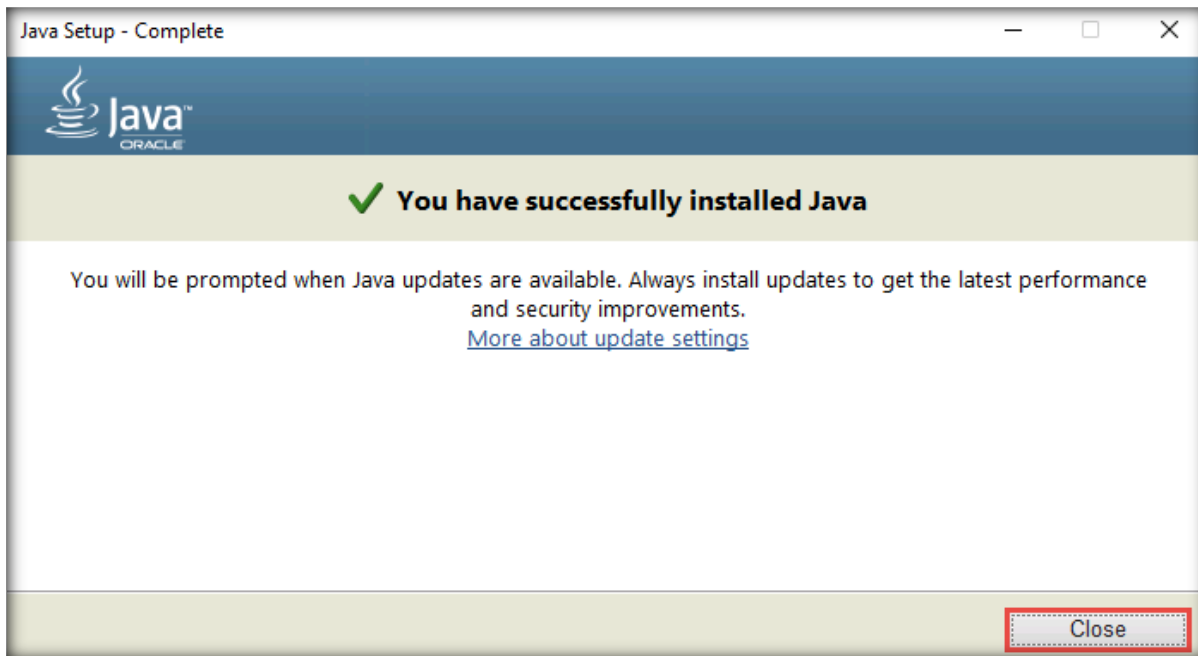 Java Setup - Complete
Java™
ORACLE
You have successfully installed Java
You will be prompted when Java updates are available. Always install updates to get the latest performance
and security improvements.
More about update settings
Close